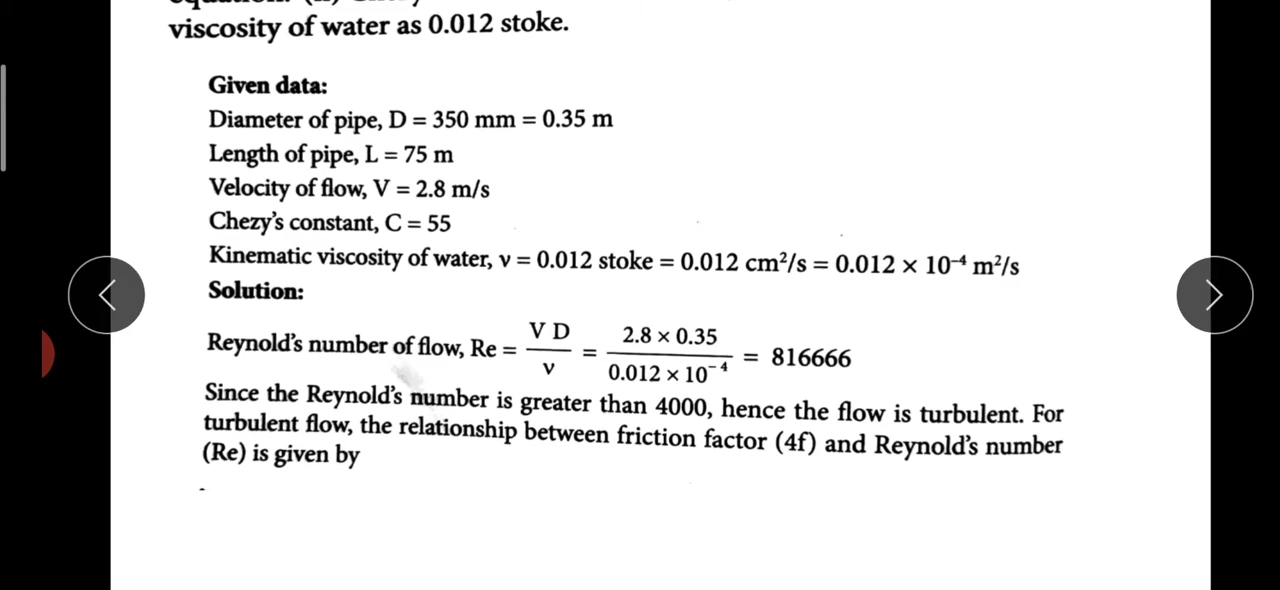 viscosity of water as 0.012 stoke.
Given data:
Diameter of pipe, D = 350 mm = 0.35 m
Length of pipe, L = 75 m
Velocity of flow, V = 2.8 m/s
Chezy's constant, C = 55
Kinematic viscosity of water, ν = 0.012 stoke = 0.012 cm²/s = 0.012 × 10⁻⁴ m²/s
Solution:
Reynold's number of flow, Re = V D / ν = 2.8 × 0.35 / 0.012 × 10⁻⁴ = 816666
Since the Reynold's number is greater than 4000, hence the flow is turbulent. For
turbulent flow, the relationship between friction factor (4f) and Reynold's number
(Re) is given by